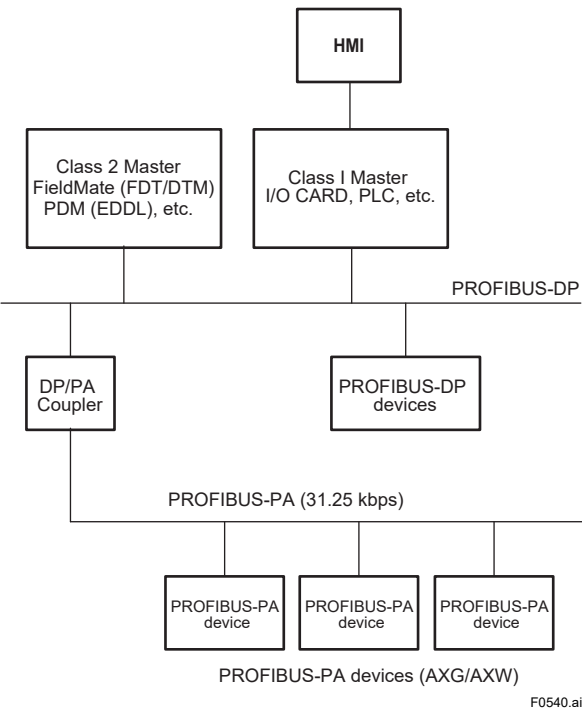 HMI
Class 2 Master
FieldMate (FDT/DTM)
PDM (EDDL), etc.
Class I Master
I/O CARD, PLC, etc.
PROFIBUS-DP
DP/PA
Coupler
PROFIBUS-DP
devices
PROFIBUS-PA (31.25 kbps)
PROFIBUS-PA
device
PROFIBUS-PA
device
PROFIBUS-PA
device
PROFIBUS-PA devices (AXG/AXW)
F0540.ai